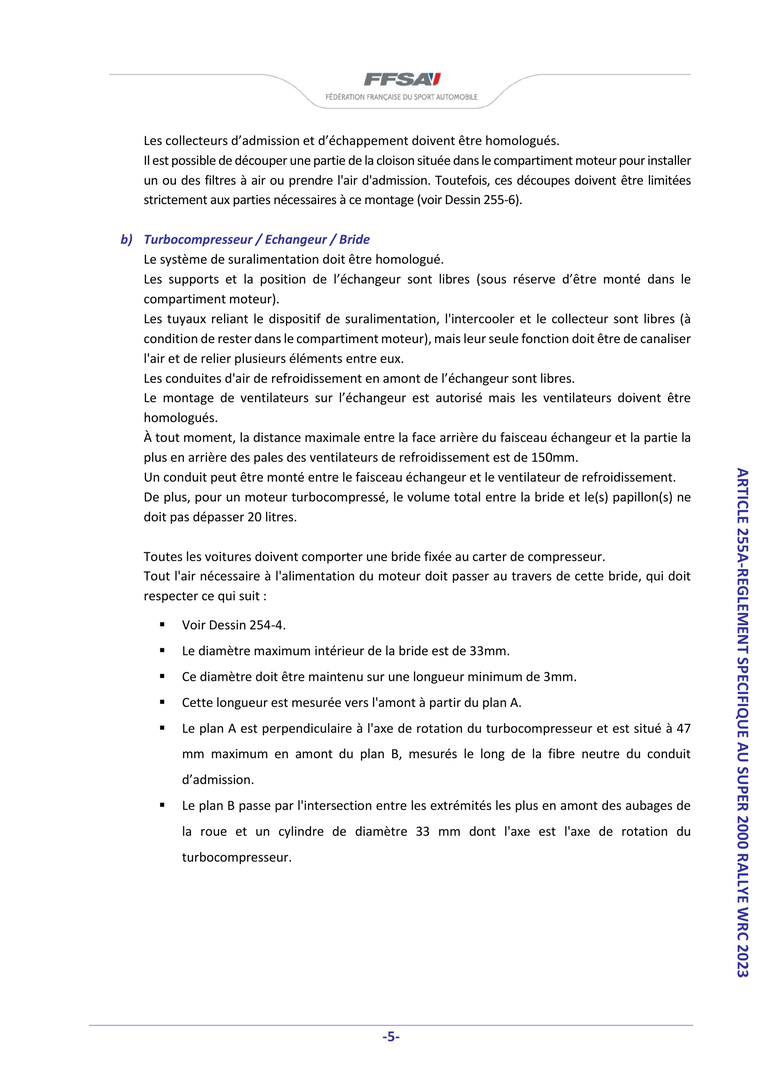 FFSA
FÉDÉRATION FRANÇAISE DU SPORT AUTOMOBILE
Les collecteurs d’admission et d’échappement doivent être homologués.
Il est possible de découper une partie de la cloison située dans le compartiment moteur pour installer
un ou des filtres à air ou prendre l'air d'admission. Toutefois, ces découpes doivent être limitées
strictement aux parties nécessaires à ce montage (voir Dessin 255-6).
b) Turbocompresseur / Echangeur / Bride
Le système de suralimentation doit être homologué.
Les supports et la position de l’échangeur sont libres (sous réserve d’être monté dans le
compartiment moteur).
Les tuyaux reliant le dispositif de suralimentation, l'intercooler et le collecteur sont libres (à
condition de rester dans le compartiment moteur), mais leur seule fonction doit être de canaliser
l'air et de relier plusieurs éléments entre eux.
Les conduites d'air de refroidissement en amont de l’échangeur sont libres.
Le montage de ventilateurs sur l’échangeur est autorisé mais les ventilateurs doivent être
homologués.
À tout moment, la distance maximale entre la face arrière du faisceau échangeur et la partie la
plus en arrière des pales des ventilateurs de refroidissement est de 150mm.
Un conduit peut être monté entre le faisceau échangeur et le ventilateur de refroidissement.
De plus, pour un moteur turbocompressé, le volume total entre la bride et le(s) papillon(s) ne
doit pas dépasser 20 litres.
Toutes les voitures doivent comporter une bride fixée au carter de compresseur.
Tout l'air nécessaire à l'alimentation du moteur doit passer au travers de cette bride, qui doit
respecter ce qui suit :
▪ Voir Dessin 254-4.
▪ Le diamètre maximum intérieur de la bride est de 33mm.
▪ Ce diamètre doit être maintenu sur une longueur minimum de 3mm.
▪ Cette longueur est mesurée vers l'amont à partir du plan A.
▪ Le plan A est perpendiculaire à l'axe de rotation du turbocompresseur et est situé à 47
mm maximum en amont du plan B, mesurés le long de la fibre neutre du conduit
d’admission.
▪ Le plan B passe par l'intersection entre les extrémités les plus en amont des aubages de
la roue et un cylindre de diamètre 33 mm dont l'axe est l'axe de rotation du
turbocompresseur.
ARTICLE 255A-REGLEMENT SPECIFIQUE AU SUPER 2000 RALLYE WRC 2023
-5-